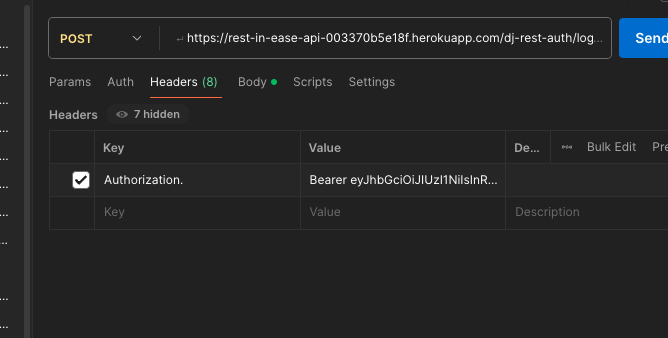 POST ↵ https://rest-in-ease-api-003370b5e18f.herokuapp.com/dj-rest-auth/log... Send
Params Auth Headers (8) Body Scripts Settings
Headers 7 hidden
Key Value De... Bulk Edit Pre
Authorization. Bearer eyJhbGciOiJIUzI1NiIsInR...
Key Value Description